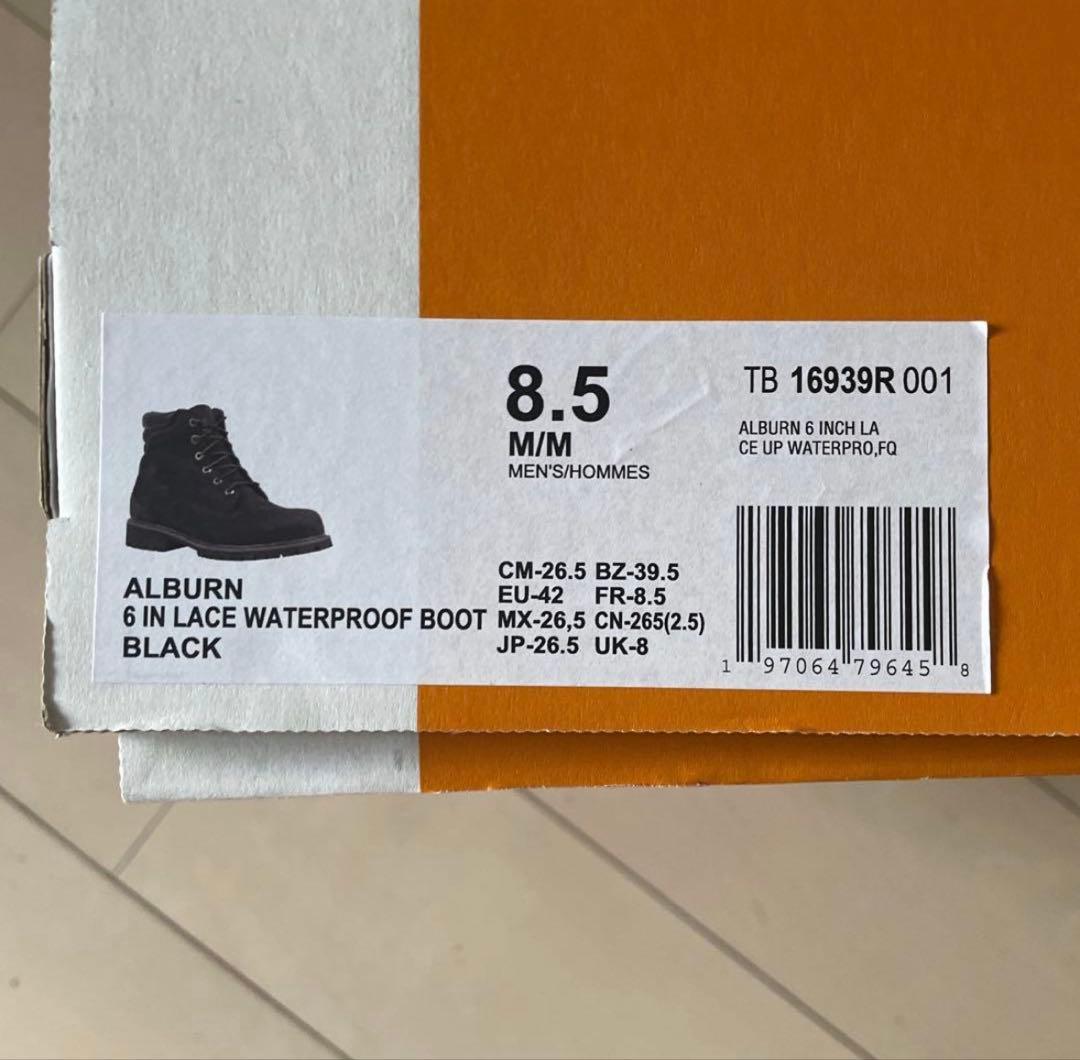 8.5
M/M
MEN'S/HOMMES
TB 16939R 001
ALBURN 6 INCH LA
CE UP WATERPRO,FQ
ALBURN
6 IN LACE WATERPROOF BOOT
BLACK
CM-26.5 BZ-39.5
EU-42 FR-8.5
MX-26,5 CN-265(2.5)
JP-26.5 UK-8
1 97064 79645 8